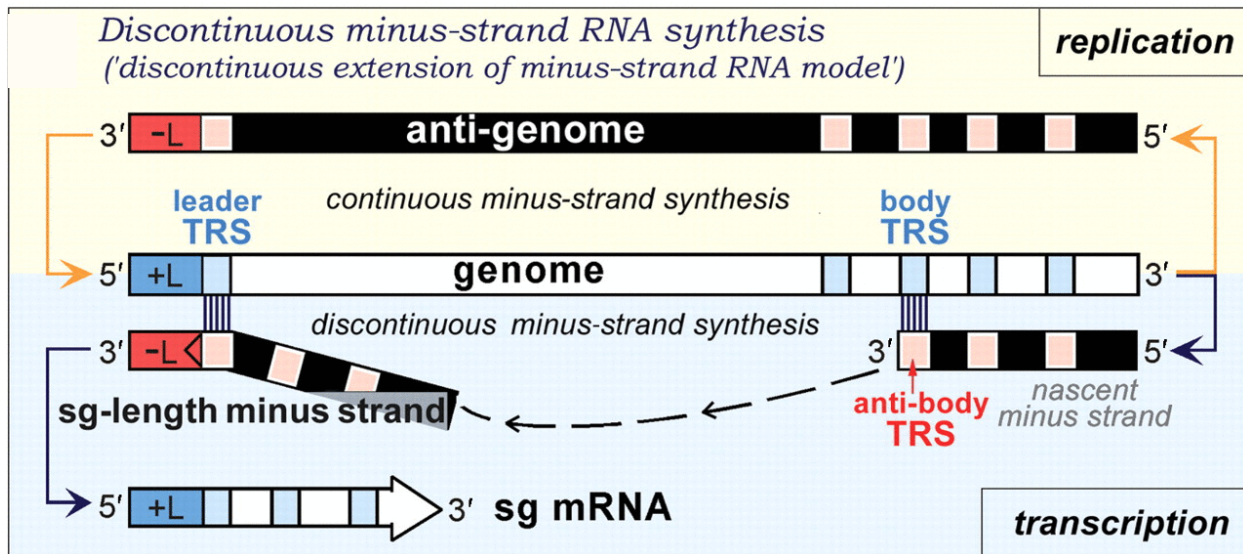 Discontinuous minus-strand RNA synthesis
('discontinuous extension of minus-strand RNA model')
replication
3′ -L anti-genome 5′
continuous minus-strand synthesis
leader
TRS
body
TRS
5′ +L genome 3′
discontinuous minus-strand synthesis
3′ -L
3′ 5′
sg-length minus strand
anti-body
TRS
nascent
minus strand
5′ +L 3′ sg mRNA
transcription